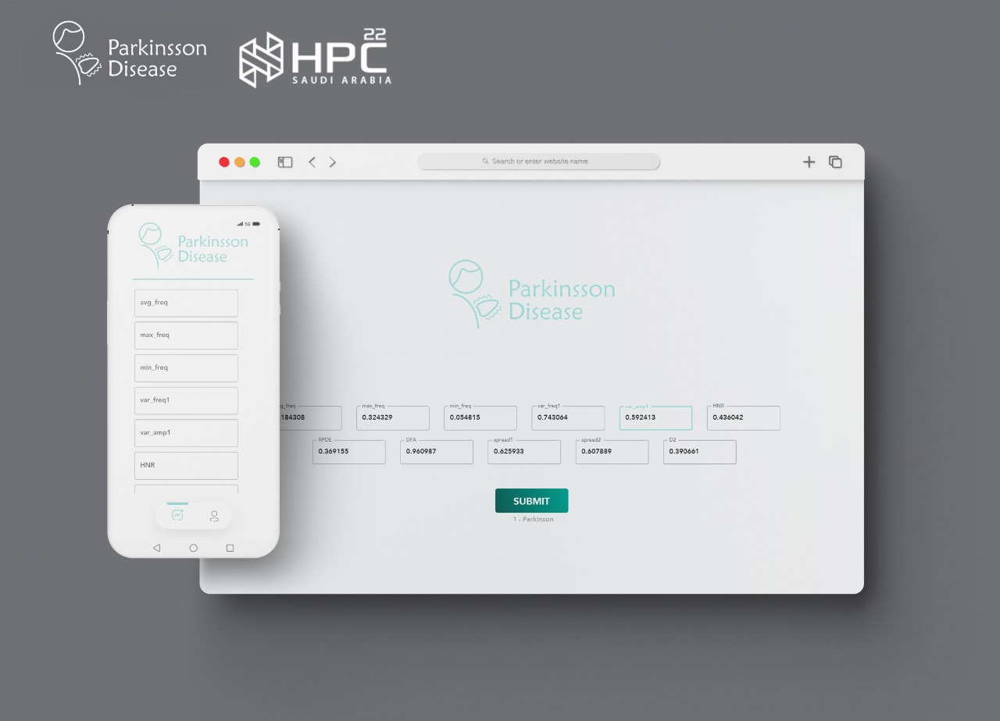 Parkinsson
Disease
HPC 22
SAUDI ARABIA
Search or enter website name
5G
Parkinsson
Disease
avg_freq
max_freq
min_freq
var_freq1
var_amp1
HNR
Parkinsson
Disease
g_freq max_freq min_freq var_freq1 var_amp1 HNR
.184308 0.324329 0.054815 0.743064 0.592413 0.436042
RPDE DFA spread1 spread2 D2
0.369155 0.960987 0.625933 0.607889 0.390661
SUBMIT
1 - Parkinson